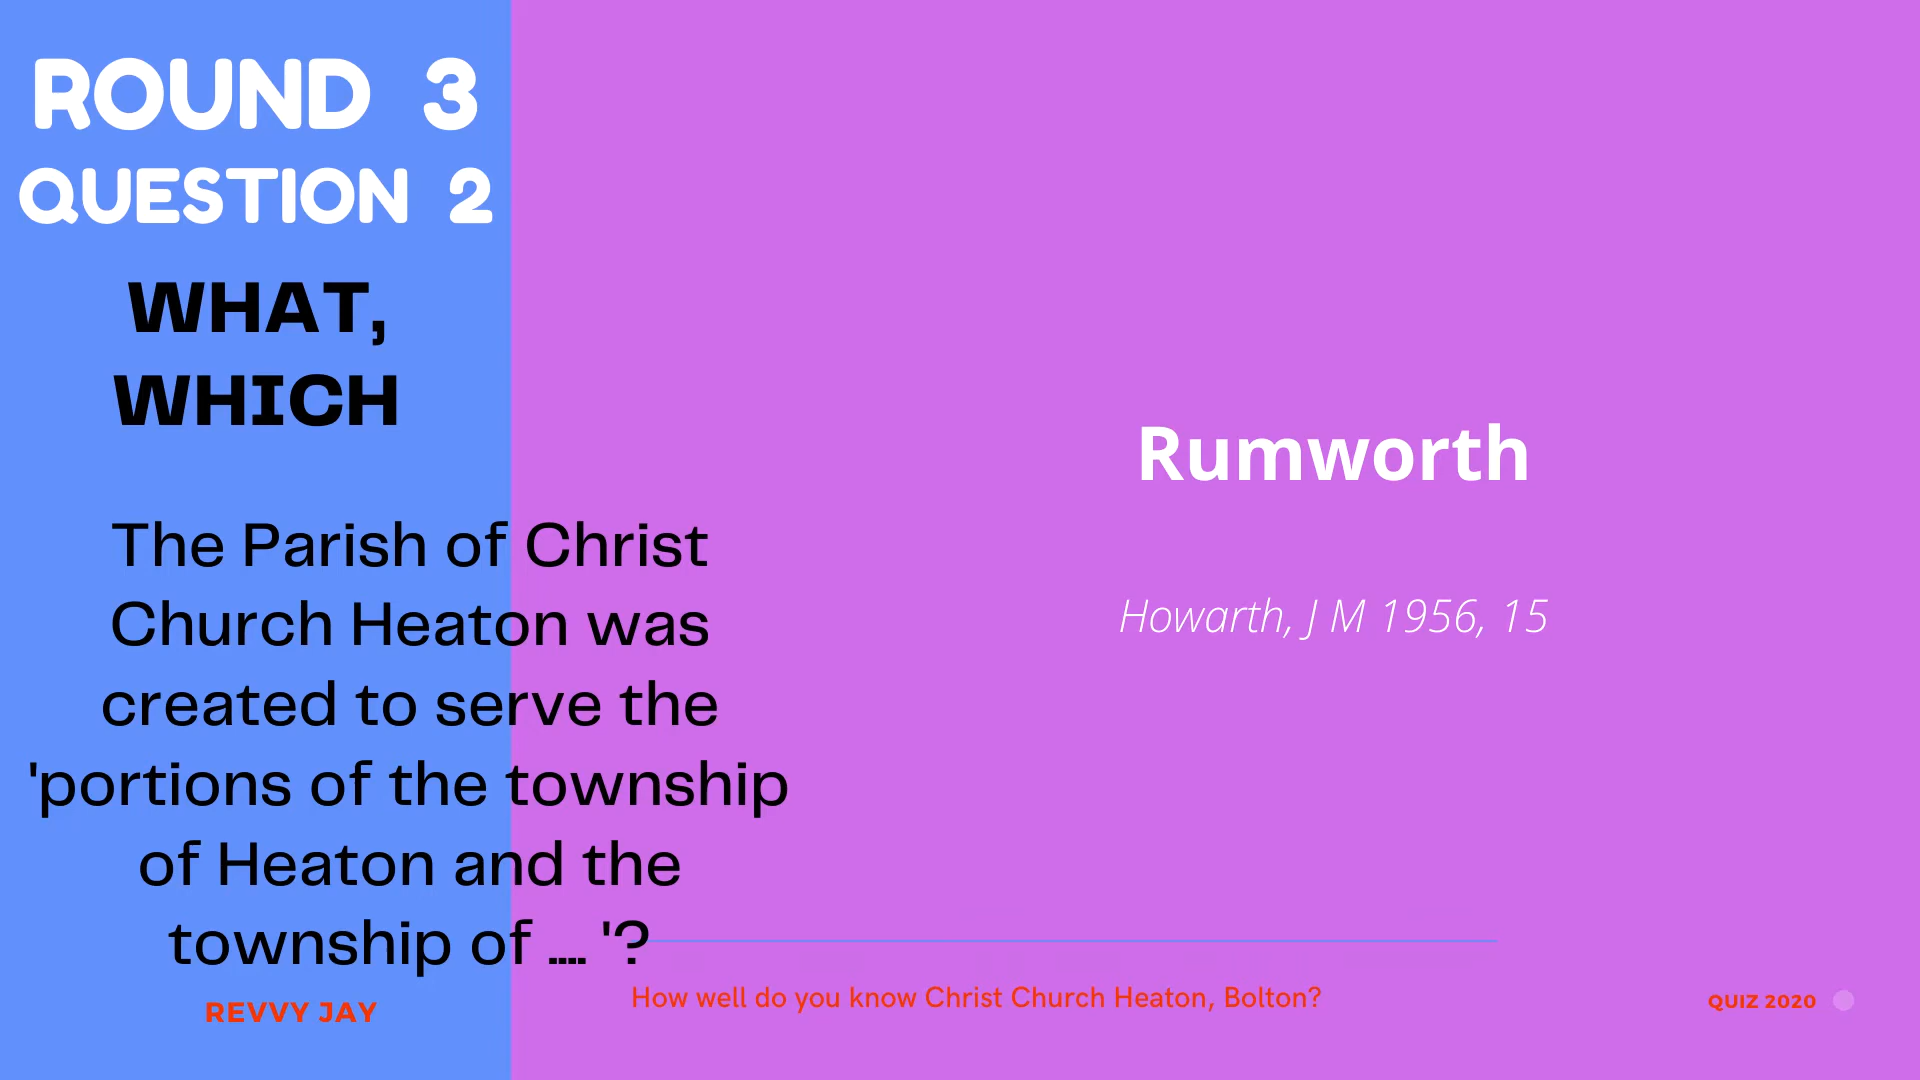 ROUND 3
QUESTION 2
WHAT,
WHICH
The Parish of Christ
Church Heaton was
created to serve the
'portions of the township
of Heaton and the
township of .... '?
Rumworth
Howarth, J M 1956, 15
REVVY JAY
How well do you know Christ Church Heaton, Bolton?
QUIZ 2020